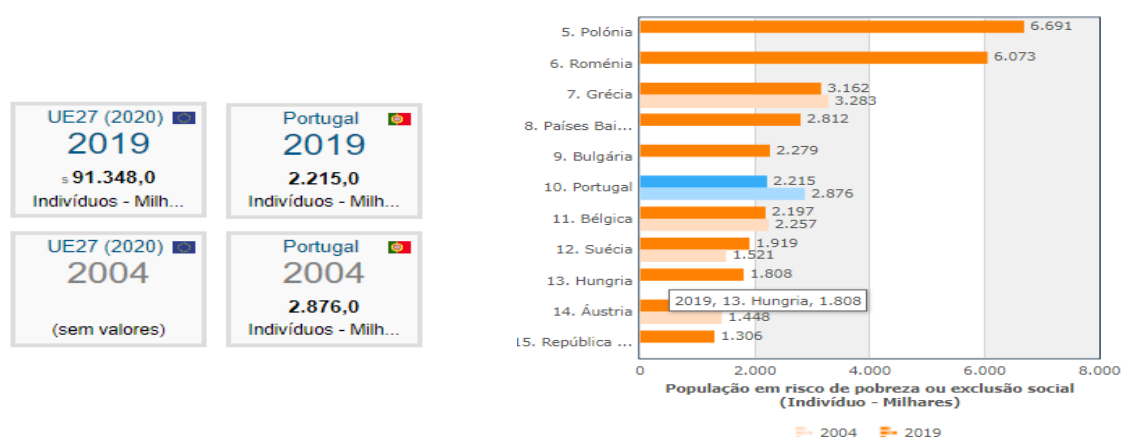 UE27 (2020)
2019
s 91.348,0
Indivíduos - Milh...
Portugal
2019
2.215,0
Indivíduos - Milh...
UE27 (2020)
2004
(sem valores)
Portugal
2004
2.876,0
Indivíduos - Milh...
5. Polónia 6.691
6. Roménia 6.073
7. Grécia 3.162
3.283
8. Países Bai... 2.812
9. Bulgária 2.279
10. Portugal 2.215
2.876
11. Bélgica 2.197
2.257
12. Suécia 1.919
1.521
13. Hungria 1.808
2019, 13. Hungria, 1.808
14. Áustria
1.448
15. República ... 1.306
0 2.000 4.000 6.000 8.000
População em risco de pobreza ou exclusão social
(Indivíduo - Milhares)
2004 2019